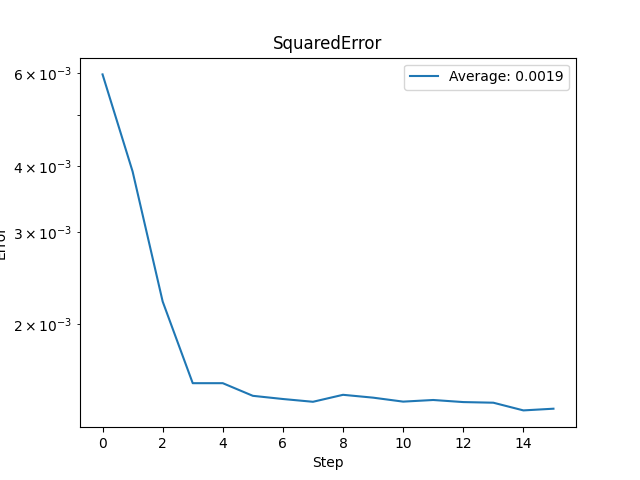 SquaredError
Average: 0.0019
6 × 10⁻³
4 × 10⁻³
3 × 10⁻³
2 × 10⁻³
Error
0 2 4 6 8 10 12 14
Step